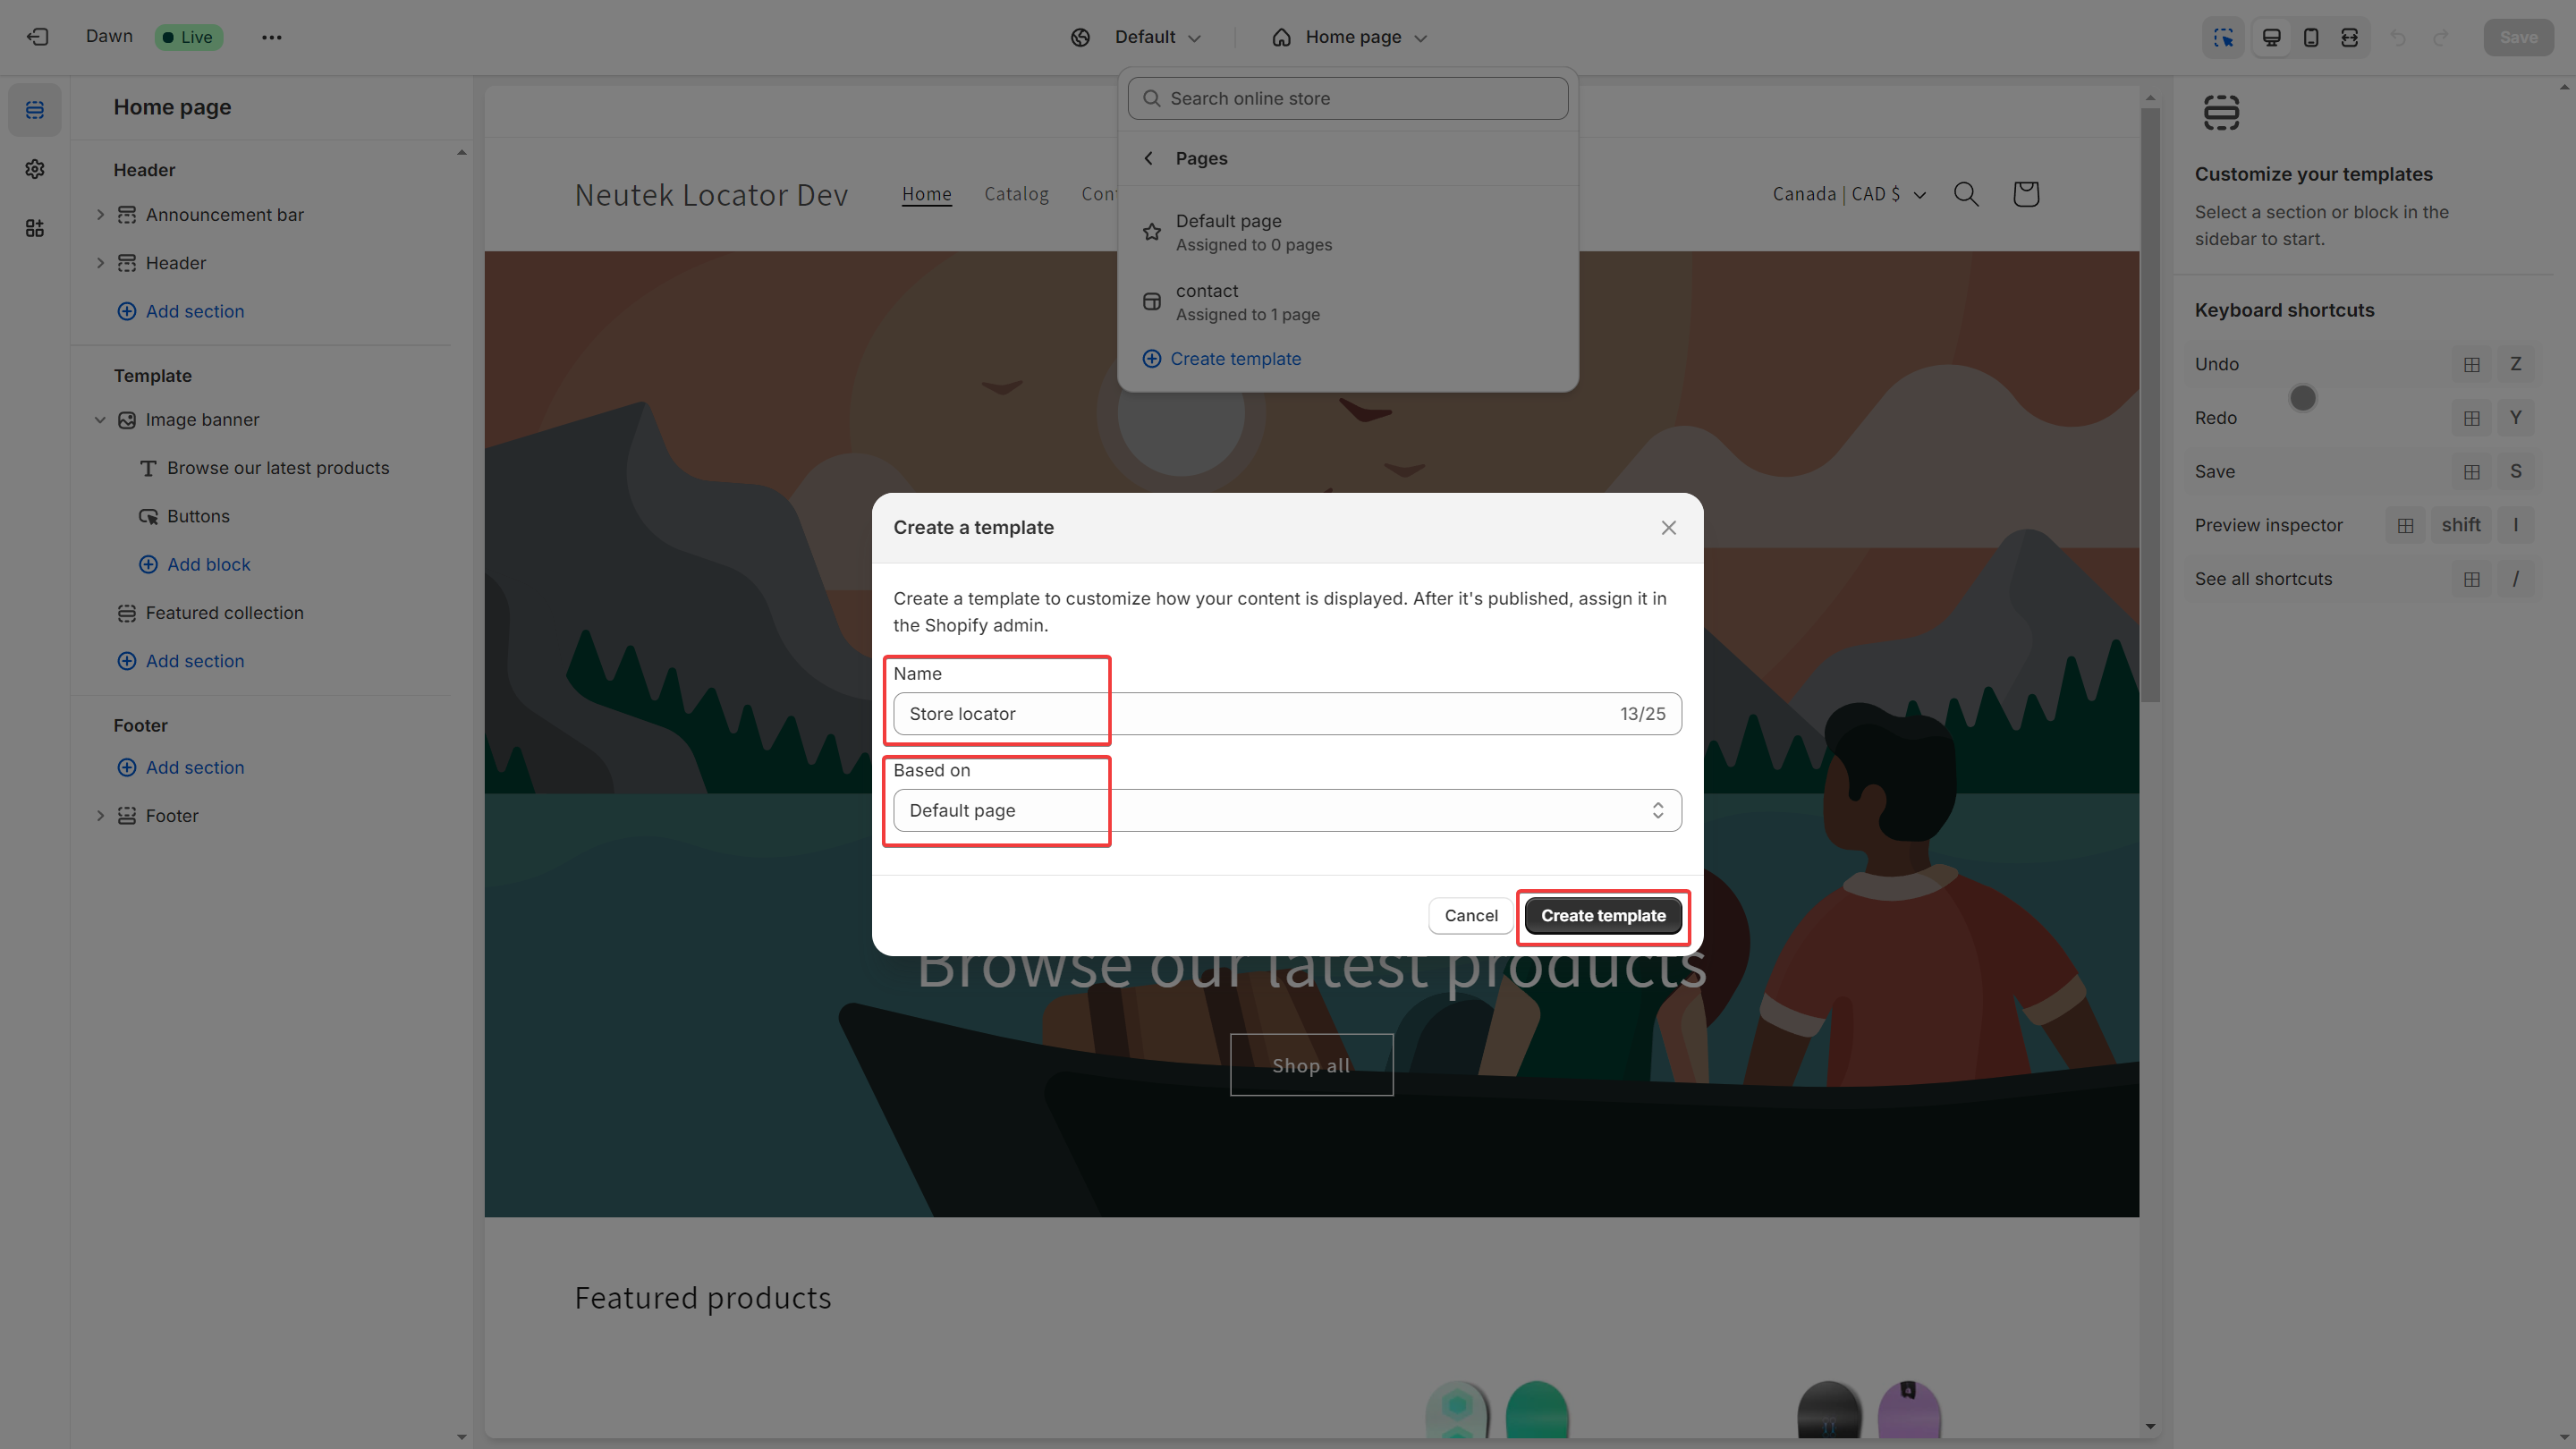 Dawn
Live
Default
Home page
Save
Home page
Header
Announcement bar
Header
Add section
Template
Image banner
Browse our latest products
Buttons
Add block
Featured collection
Add section
Footer
Add section
Footer
Search online store
Pages
Default page
Assigned to 0 pages
contact
Assigned to 1 page
Create template
Neutek Locator Dev
Home
Catalog
Canada | CAD $
Create a template
Create a template to customize how your content is displayed. After it's published, assign it in
the Shopify admin.
Name
Store locator
13/25
Based on
Default page
Cancel
Create template
Browse our latest products
Shop all
Featured products
Customize your templates
Select a section or block in the
sidebar to start.
Keyboard shortcuts
Undo
Z
Redo
Y
Save
S
Preview inspector
shift
I
See all shortcuts
/